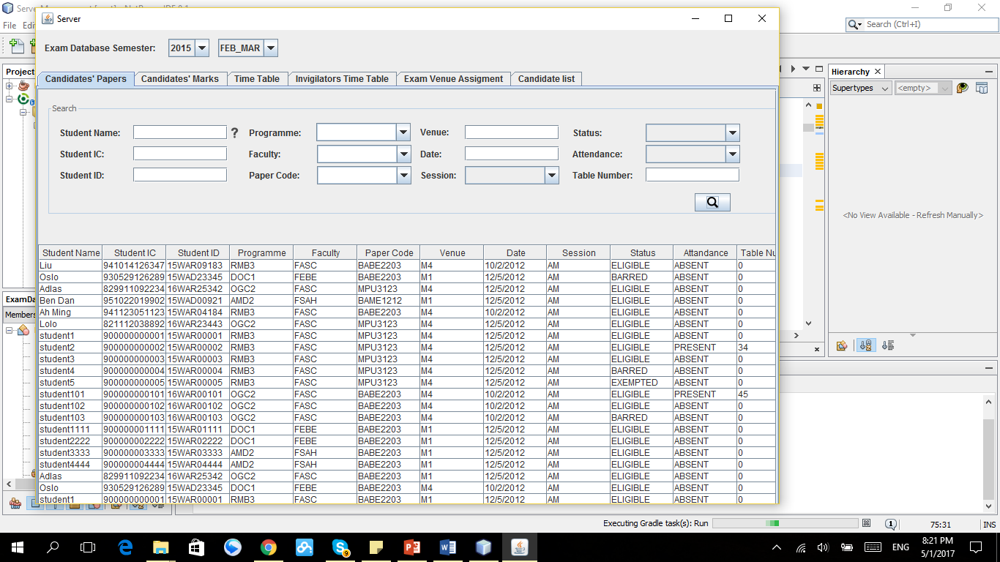 Server
File
Search (Ctrl+I)
Exam Database Semester: 2015 FEB_MAR
Candidates' Papers Candidates' Marks Time Table Invigilators Time Table Exam Venue Assigment Candidate list
Project
Hierarchy
Supertypes <empty>
Search
Student Name: ? Programme: Venue: Status:
Student IC: Faculty: Date: Attendance:
Student ID: Paper Code: Session: Table Number:
<No View Available - Refresh Manually>
Student Name Student IC Student ID Programme Faculty Paper Code Venue Date Session Status Attandance Table Nu
Liu 941014126347 15WAR09183 RMB3 FASC BABE2203 M4 10/2/2012 AM ELIGIBLE ABSENT 0
Oslo 930529126289 15WAD23345 DOC1 FEBE BABE2203 M1 12/5/2012 AM BARRED ABSENT 0
Adlas 829911092234 16WAR25342 OGC2 FASC MPU3123 M4 12/5/2012 AM ELIGIBLE ABSENT 0
Ben Dan 951022019902 15WAD00921 AMD2 FSAH BAME1212 M1 12/5/2012 AM ELIGIBLE ABSENT 0
Ah Ming 941123051123 15WAR04184 RMB3 FASC BABE2203 M4 10/2/2012 AM ELIGIBLE ABSENT 0
Lolo 821112038892 16WAR23443 OGC2 FASC MPU3123 M4 12/5/2012 AM ELIGIBLE ABSENT 0
student1 900000000001 15WAR00001 RMB3 FASC MPU3123 M4 12/5/2012 AM ELIGIBLE ABSENT 0
student2 900000000002 15WAR00002 RMB3 FASC MPU3123 M4 12/5/2012 AM ELIGIBLE PRESENT 34
student3 900000000003 15WAR00003 RMB3 FASC MPU3123 M4 12/5/2012 AM ELIGIBLE ABSENT 0
student4 900000000004 15WAR00004 RMB3 FASC MPU3123 M4 12/5/2012 AM BARRED ABSENT 0
student5 900000000005 15WAR00005 RMB3 FASC MPU3123 M4 12/5/2012 AM EXEMPTED ABSENT 0
student101 900000000101 16WAR00101 OGC2 FASC BABE2203 M4 10/2/2012 AM ELIGIBLE PRESENT 45
student102 900000000102 16WAR00102 OGC2 FASC BABE2203 M4 10/2/2012 AM ELIGIBLE ABSENT 0
student103 900000000103 16WAR00103 OGC2 FASC BABE2203 M4 10/2/2012 AM BARRED ABSENT 0
student1111 900000001111 15WAR01111 DOC1 FEBE BABE2203 M1 12/5/2012 AM ELIGIBLE ABSENT 0
student2222 900000002222 15WAR02222 DOC1 FEBE BABE2203 M1 12/5/2012 AM ELIGIBLE ABSENT 0
student3333 900000003333 15WAR03333 AMD2 FSAH BABE2203 M1 12/5/2012 AM ELIGIBLE ABSENT 0
student4444 900000004444 15WAR04444 AMD2 FSAH BABE2203 M1 12/5/2012 AM ELIGIBLE ABSENT 0
Adlas 829911092234 16WAR25342 OGC2 FASC BABE2203 M1 12/5/2012 AM ELIGIBLE ABSENT 0
Oslo 930529126289 15WAD23345 DOC1 FEBE BABE2203 M4 10/2/2012 AM ELIGIBLE ABSENT 0
student1 900000000001 15WAR00001 RMB3 FASC BABE2203 M1 12/5/2012 AM ELIGIBLE ABSENT 0
ExamDa
Members
Executing Gradle task(s): Run 1 75:31 INS
9 ENG 8:21 PM
5/1/2017